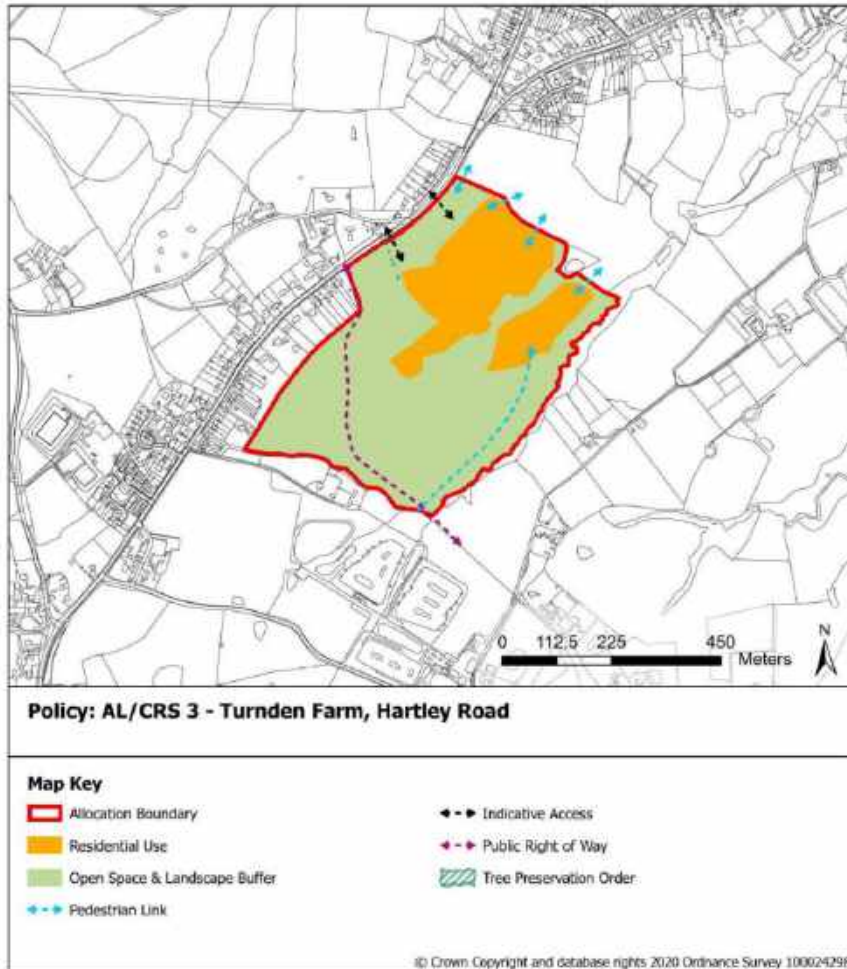 0 112.5 225 450
Meters
N
Policy: AL/CRS 3 - Turnden Farm, Hartley Road
Map Key
Allocation Boundary
Residential Use
Open Space & Landscape Buffer
Pedestrian Link
Indicative Access
Public Right of Way
Tree Preservation Order
© Crown Copyright and database rights 2020 Ordnance Survey 100024298